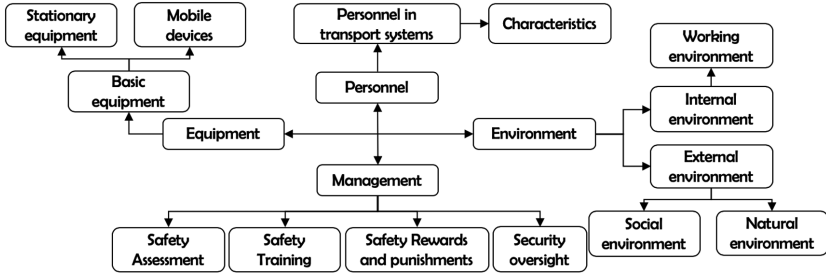 Stationary
equipment
Mobile
devices
Personnel in
transport systems
Characteristics
Working
environment
Basic
equipment
Personnel
Internal
environment
Equipment
Environment
External
environment
Management
Safety
Assessment
Safety
Training
Safety Rewards
and punishments
Security
oversight
Social
environment
Natural
environment